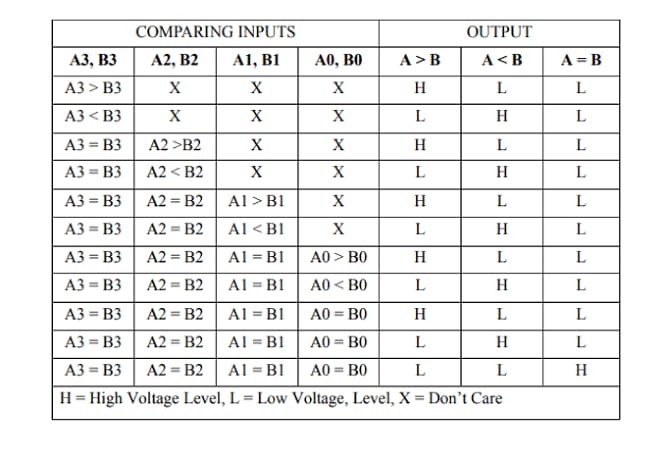 COMPARING INPUTS OUTPUT
A3, B3 A2, B2 A1, B1 A0, B0 A > B A < B A = B
A3 > B3 X X X H L L
A3 < B3 X X X L H L
A3 = B3 A2 >B2 X X H L L
A3 = B3 A2 < B2 X X L H L
A3 = B3 A2 = B2 A1 > B1 X H L L
A3 = B3 A2 = B2 A1 < B1 X L H L
A3 = B3 A2 = B2 A1 = B1 A0 > B0 H L L
A3 = B3 A2 = B2 A1 = B1 A0 < B0 L H L
A3 = B3 A2 = B2 A1 = B1 A0 = B0 H L L
A3 = B3 A2 = B2 A1 = B1 A0 = B0 L H L
A3 = B3 A2 = B2 A1 = B1 A0 = B0 L L H
H = High Voltage Level, L = Low Voltage, Level, X = Don’t Care